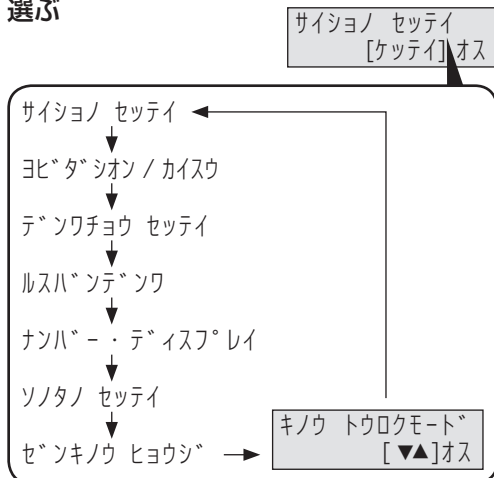 選ぶ
サイショノ セッテイ
[ケッテイ]オス
サイショノ セッテイ
ヨビダシオン / カイスウ
デンワチョウ セッテイ
ルスバンデンワ
ナンバー・ディスプレイ
ソノタノ セッテイ
ゼンキノウ ヒョウジ
キノウ トウロクモード
[▼▲]オス